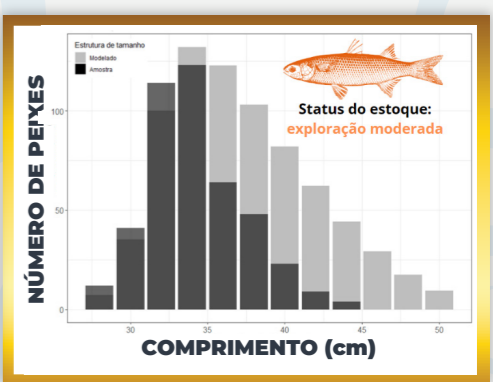 Estrutura de tamanho
Modelado
Amostra
Status do estoque:
exploração moderada
NÚMERO DE PEIXES
100
50
0
30
35
40
45
50
COMPRIMENTO (cm)